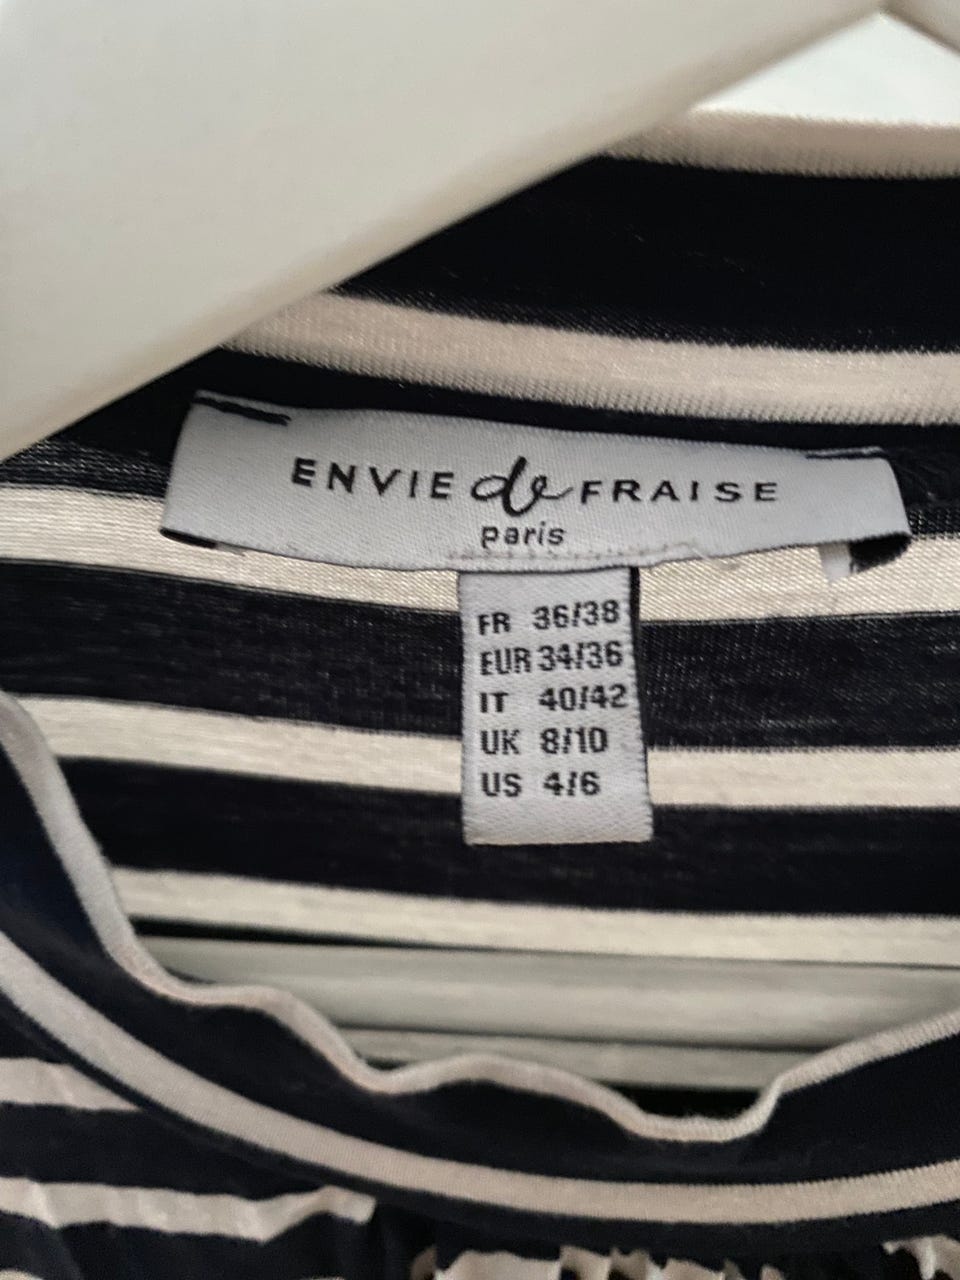 ENVIE de FRAISE
paris
FR 36/38
EUR 34/36
IT 40/42
UK 8/10
US 4/6